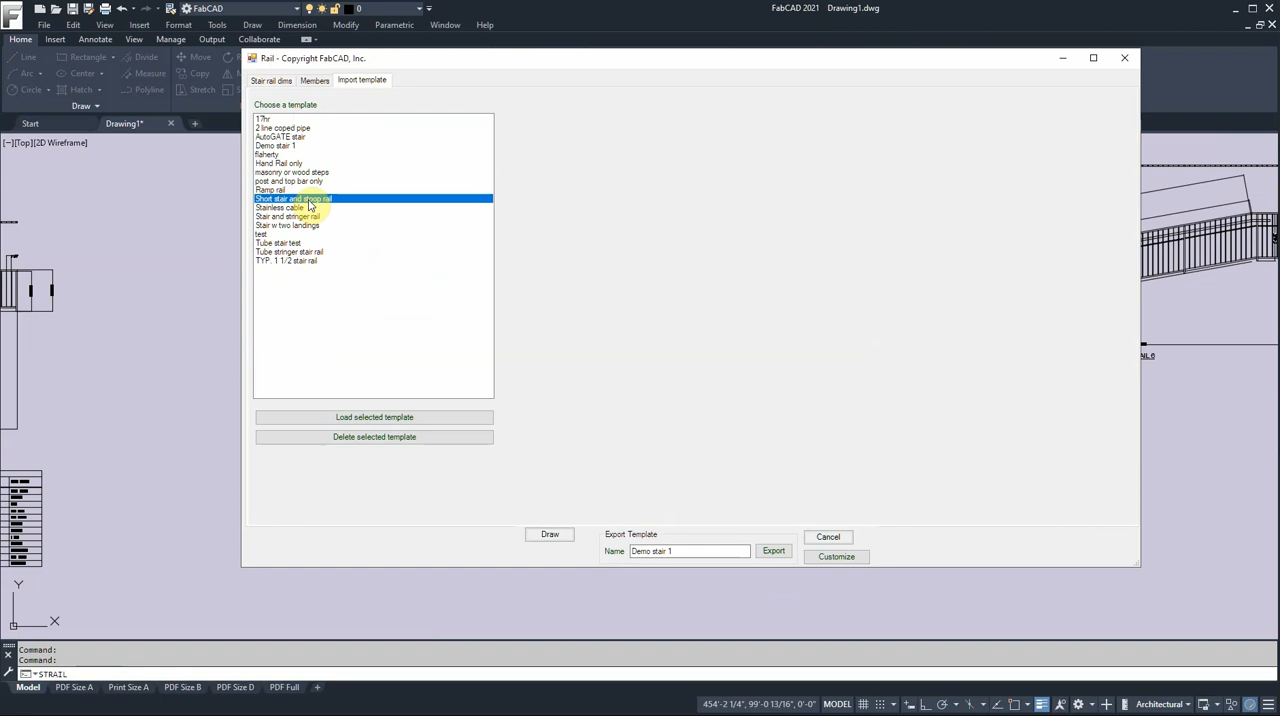 FabCAD
0
FabCAD 2021 Drawing1.dwg
File Edit View Insert Format Tools Draw Dimension Modify Parametric Window Help
Home Insert Annotate View Manage Output Collaborate
Line Rectangle Divide Move
Arc Center Measure Copy
Circle Hatch Polyline Stretch
Draw
Start Drawing1*
[−][Top][2D Wireframe]
Rail - Copyright FabCAD, Inc.
Stair rail dims Members Import template
Choose a template
17hr
2 line coped pipe
AutoGATE stair
Demo stair 1
flaherty
Hand Rail only
masonry or wood steps
post and top bar only
Ramp rail
Short stair and stoop rail
Stainless cable
Stair and stringer rail
Stair w two landings
test
Tube stair test
Tube stringer stair rail
TYP. 1 1/2 stair rail
Load selected template
Delete selected template
Draw
Export Template
Name Demo stair 1 Export
Cancel
Customize
Y
X
Command:
Command:
STRAIL
Model PDF Size A Print Size A PDF Size B PDF Size D PDF Full
454'-2 1/4", 99'-0 13/16", 0'-0" MODEL Architectural